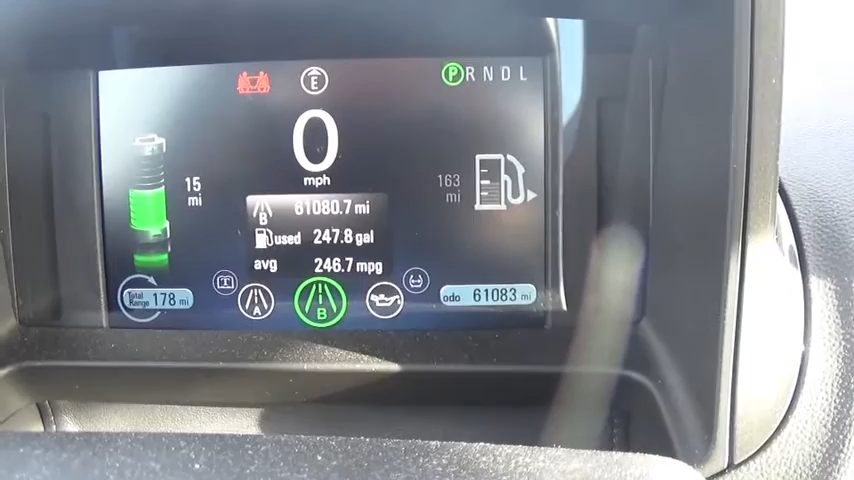 E
P R N D L
0
mph
15
mi
163
mi
B 61080.7 mi
used 247.8 gal
avg 246.7 mpg
Total Range 178 mi
T
A
B
odo 61083 mi